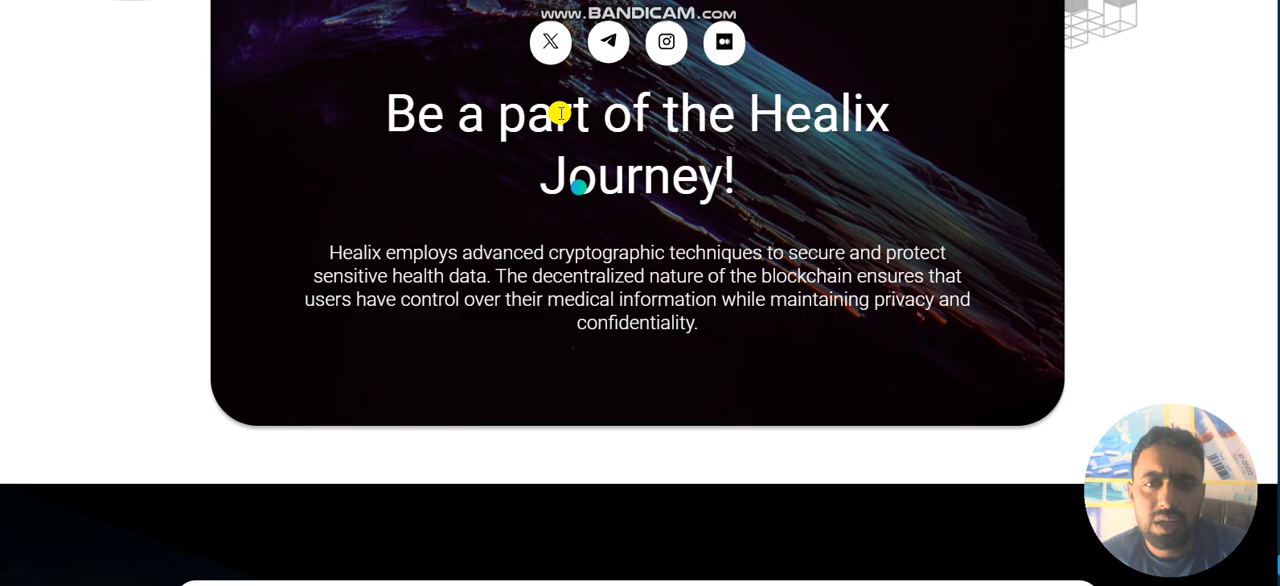 www.BANDICAM.com
Be a part of the Healix
Journey!
Healix employs advanced cryptographic techniques to secure and protect
sensitive health data. The decentralized nature of the blockchain ensures that
users have control over their medical information while maintaining privacy and
confidentiality.